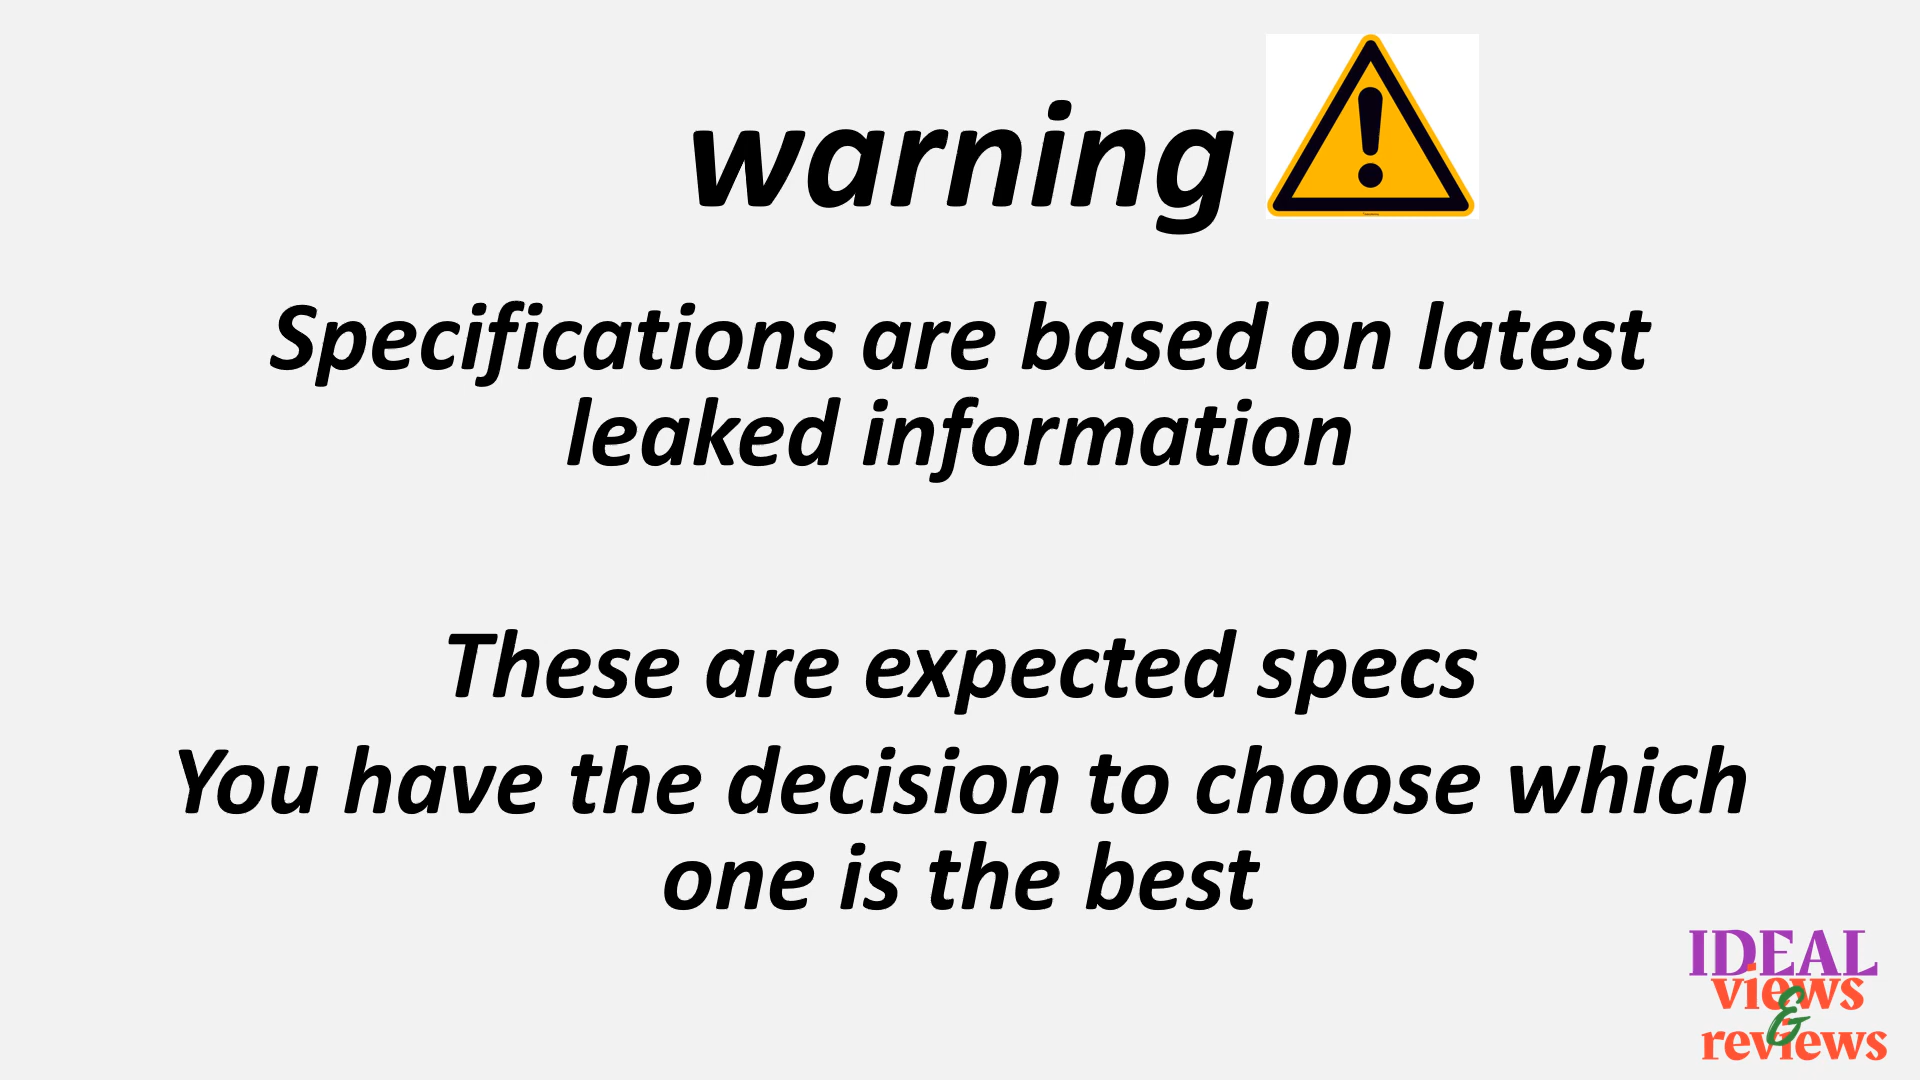 warning
Specifications are based on latest
leaked information
These are expected specs
You have the decision to choose which
one is the best
IDEAL
views
&
reviews